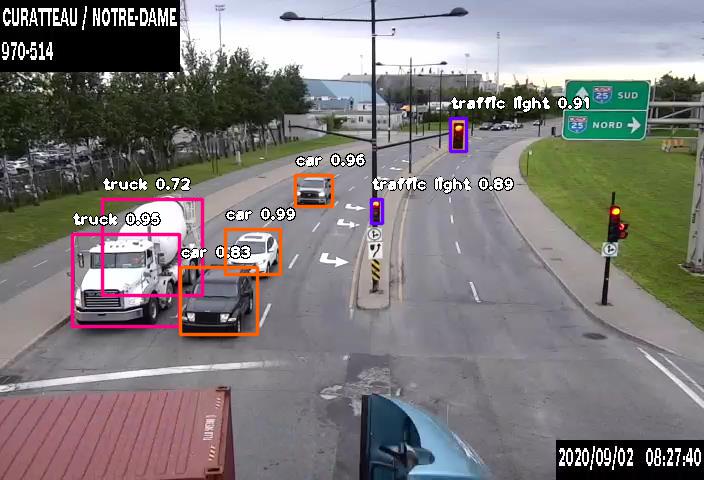 CURATTEAU / NOTRE-DAME
970-514
traffic light 0.91
25 SUD
25 NORD
car 0.96
traffic light 0.89
truck 0.72
truck 0.95
car 0.99
car 0.83
2020/09/02 08:27:40